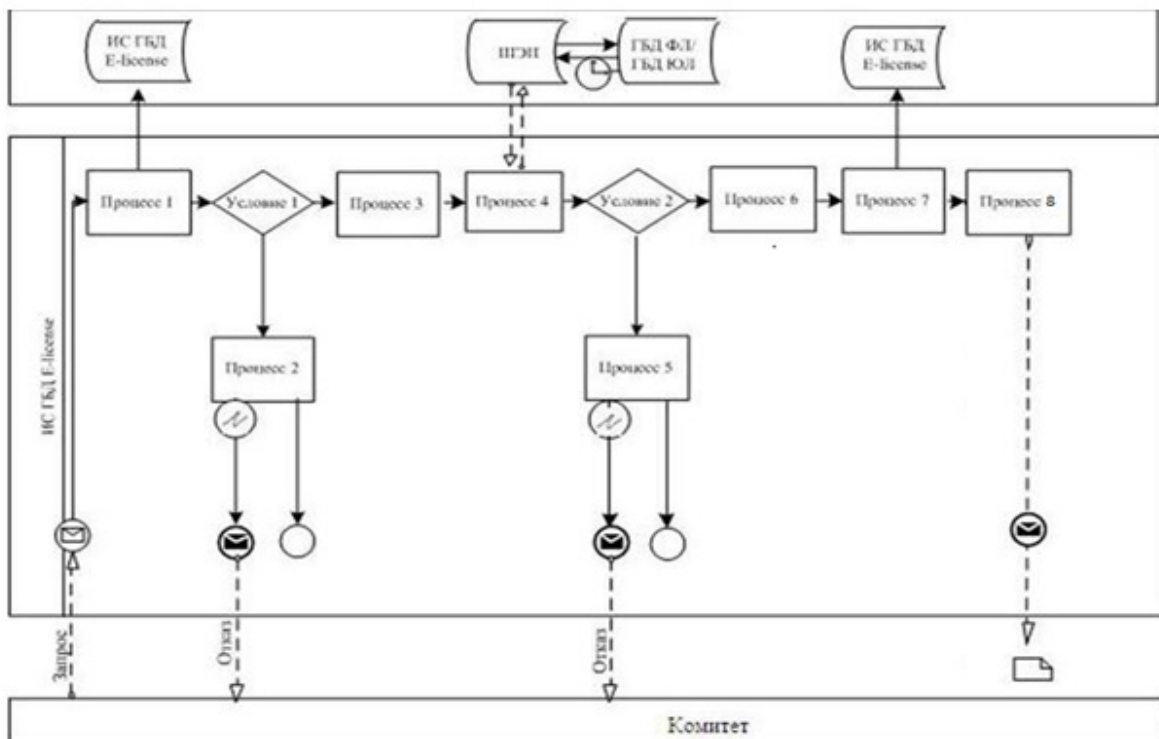 ИС ГБД
E-license
ШЭП
ГБД ФЛ/
ГБД ЮЛ
ИС ГБД
E-license
ИС ГБД E-license
Процесс 1
Условие 1
Процесс 3
Процесс 4
Условие 2
Процесс 6
Процесс 7
Процесс 8
Процесс 2
Процесс 5
Запрос
Отказ
Отказ
Комитет